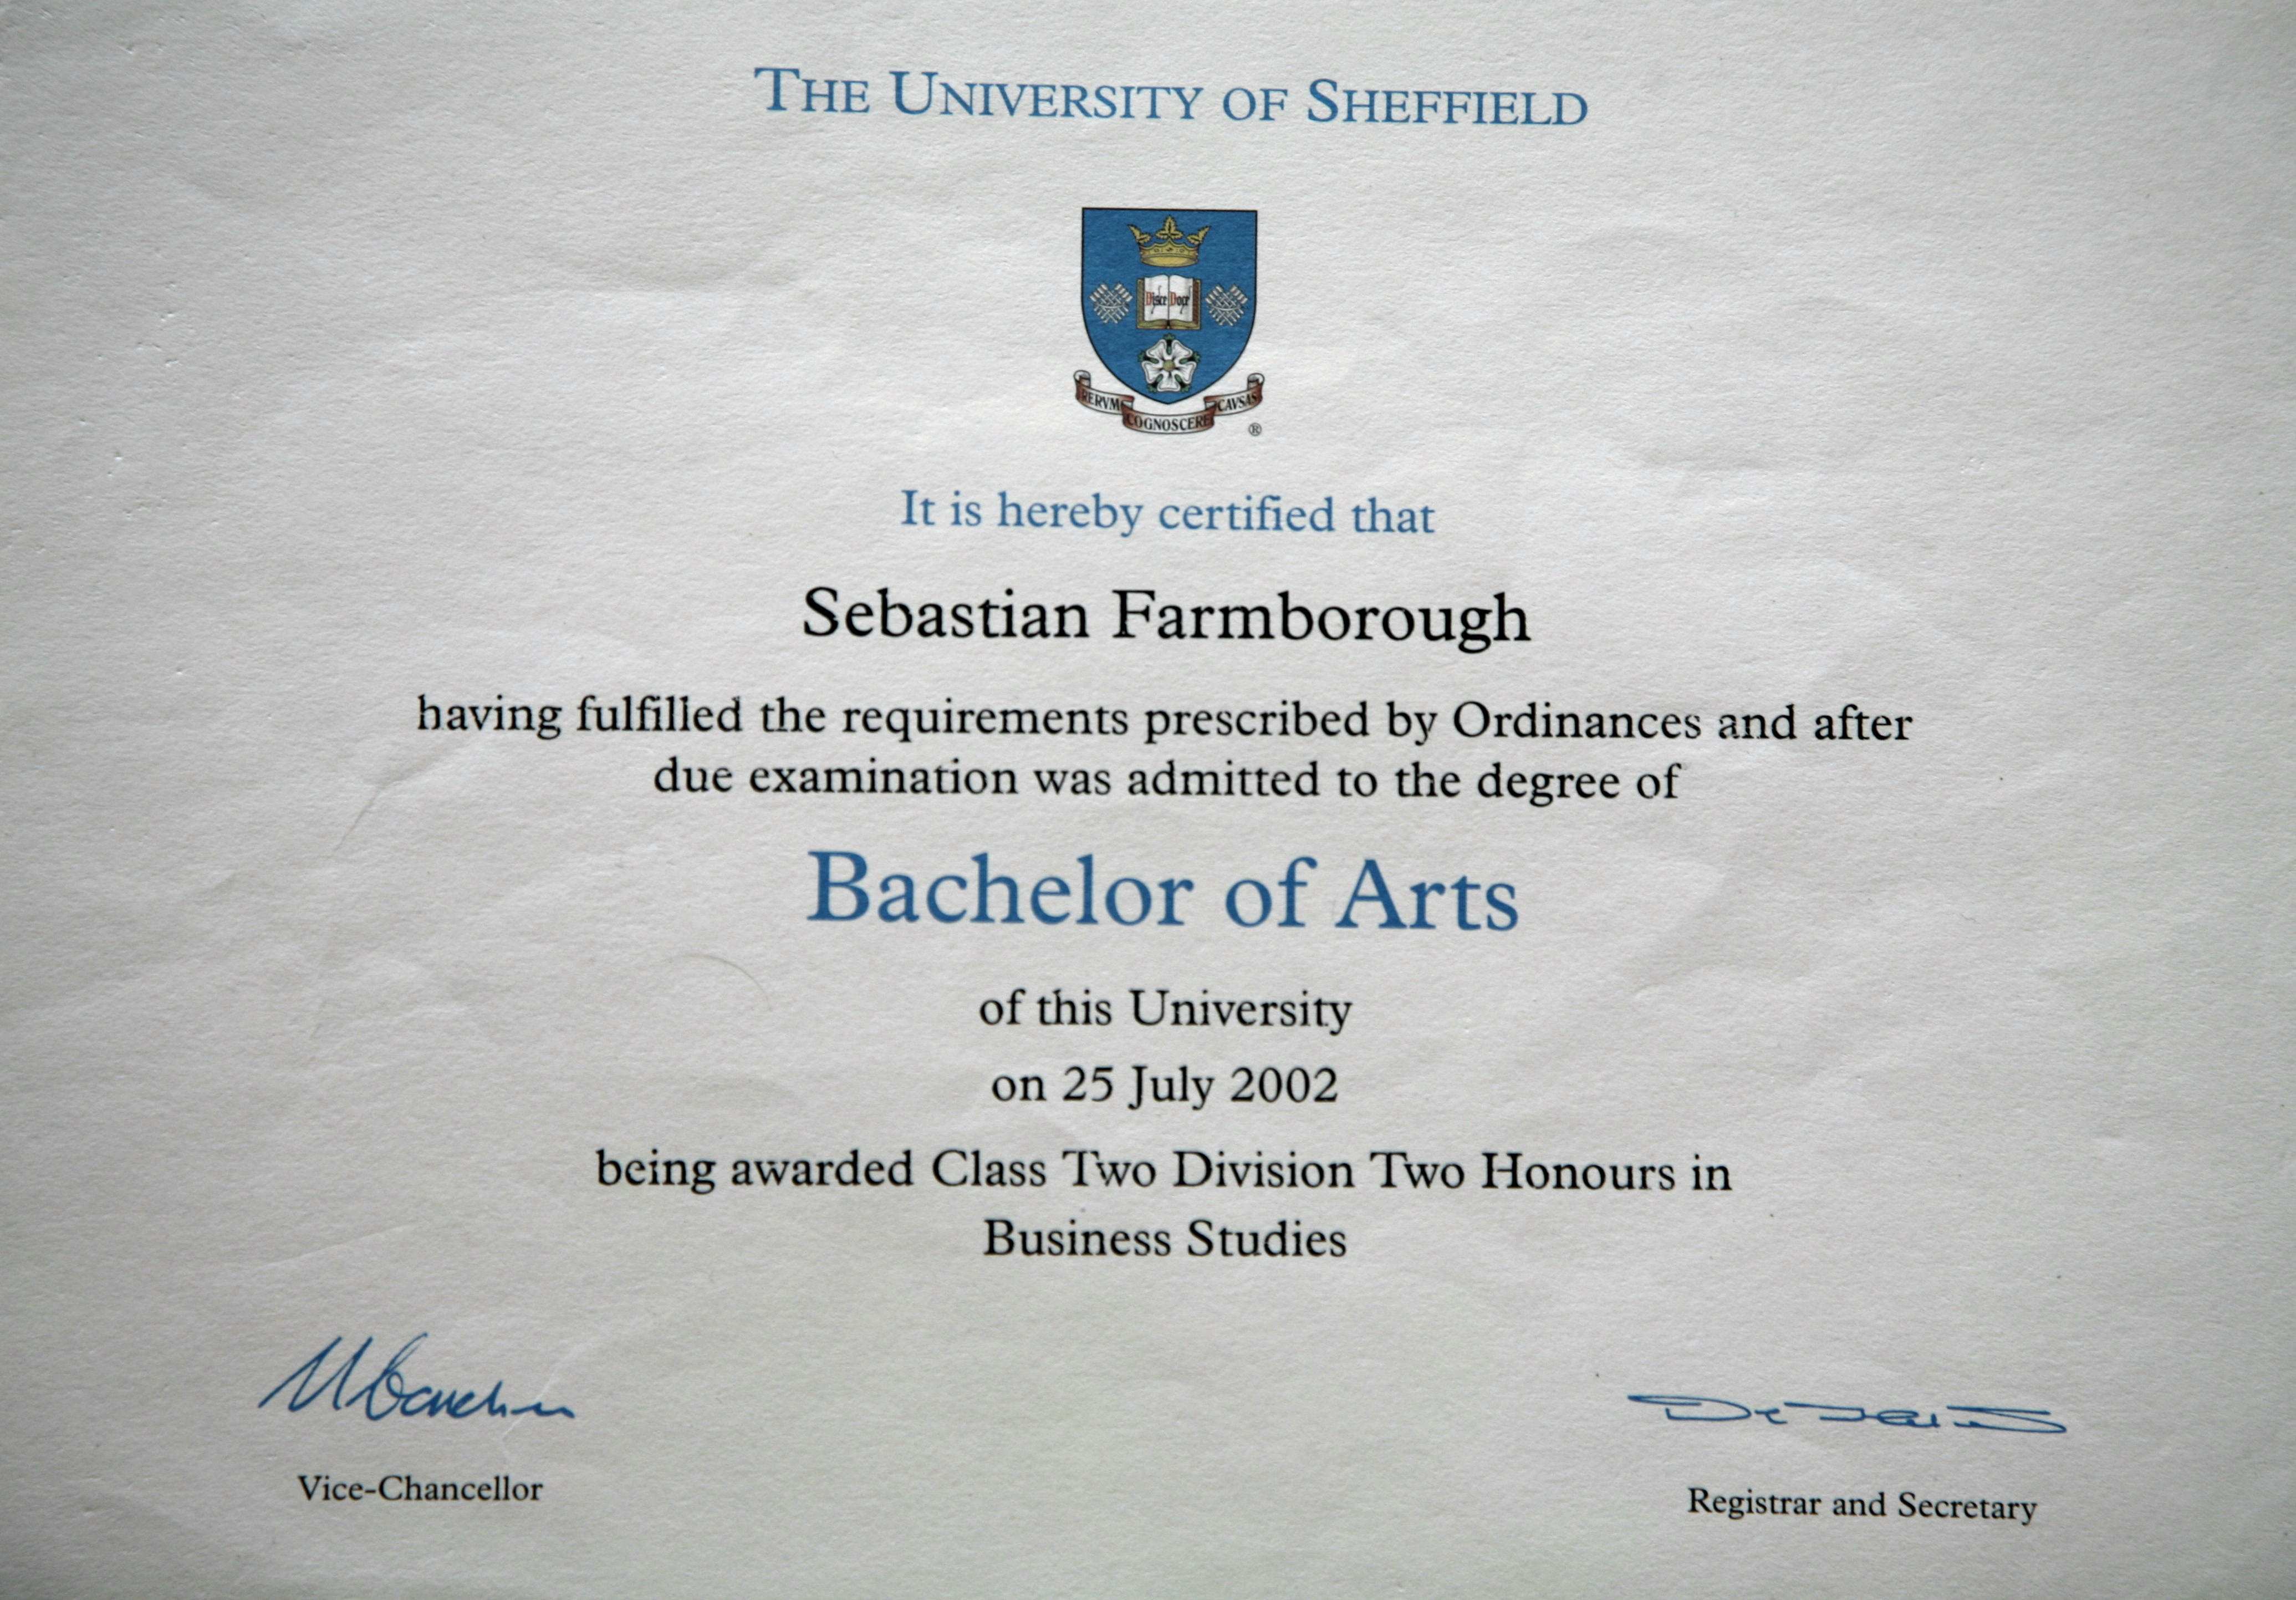 THE UNIVERSITY OF SHEFFIELD
Disce Doce
RERVM COGNOSCERE CAVSAS
®
It is hereby certified that
Sebastian Farmborough
having fulfilled the requirements prescribed by Ordinances and after
due examination was admitted to the degree of
Bachelor of Arts
of this University
on 25 July 2002
being awarded Class Two Division Two Honours in
Business Studies
Vice-Chancellor
Registrar and Secretary